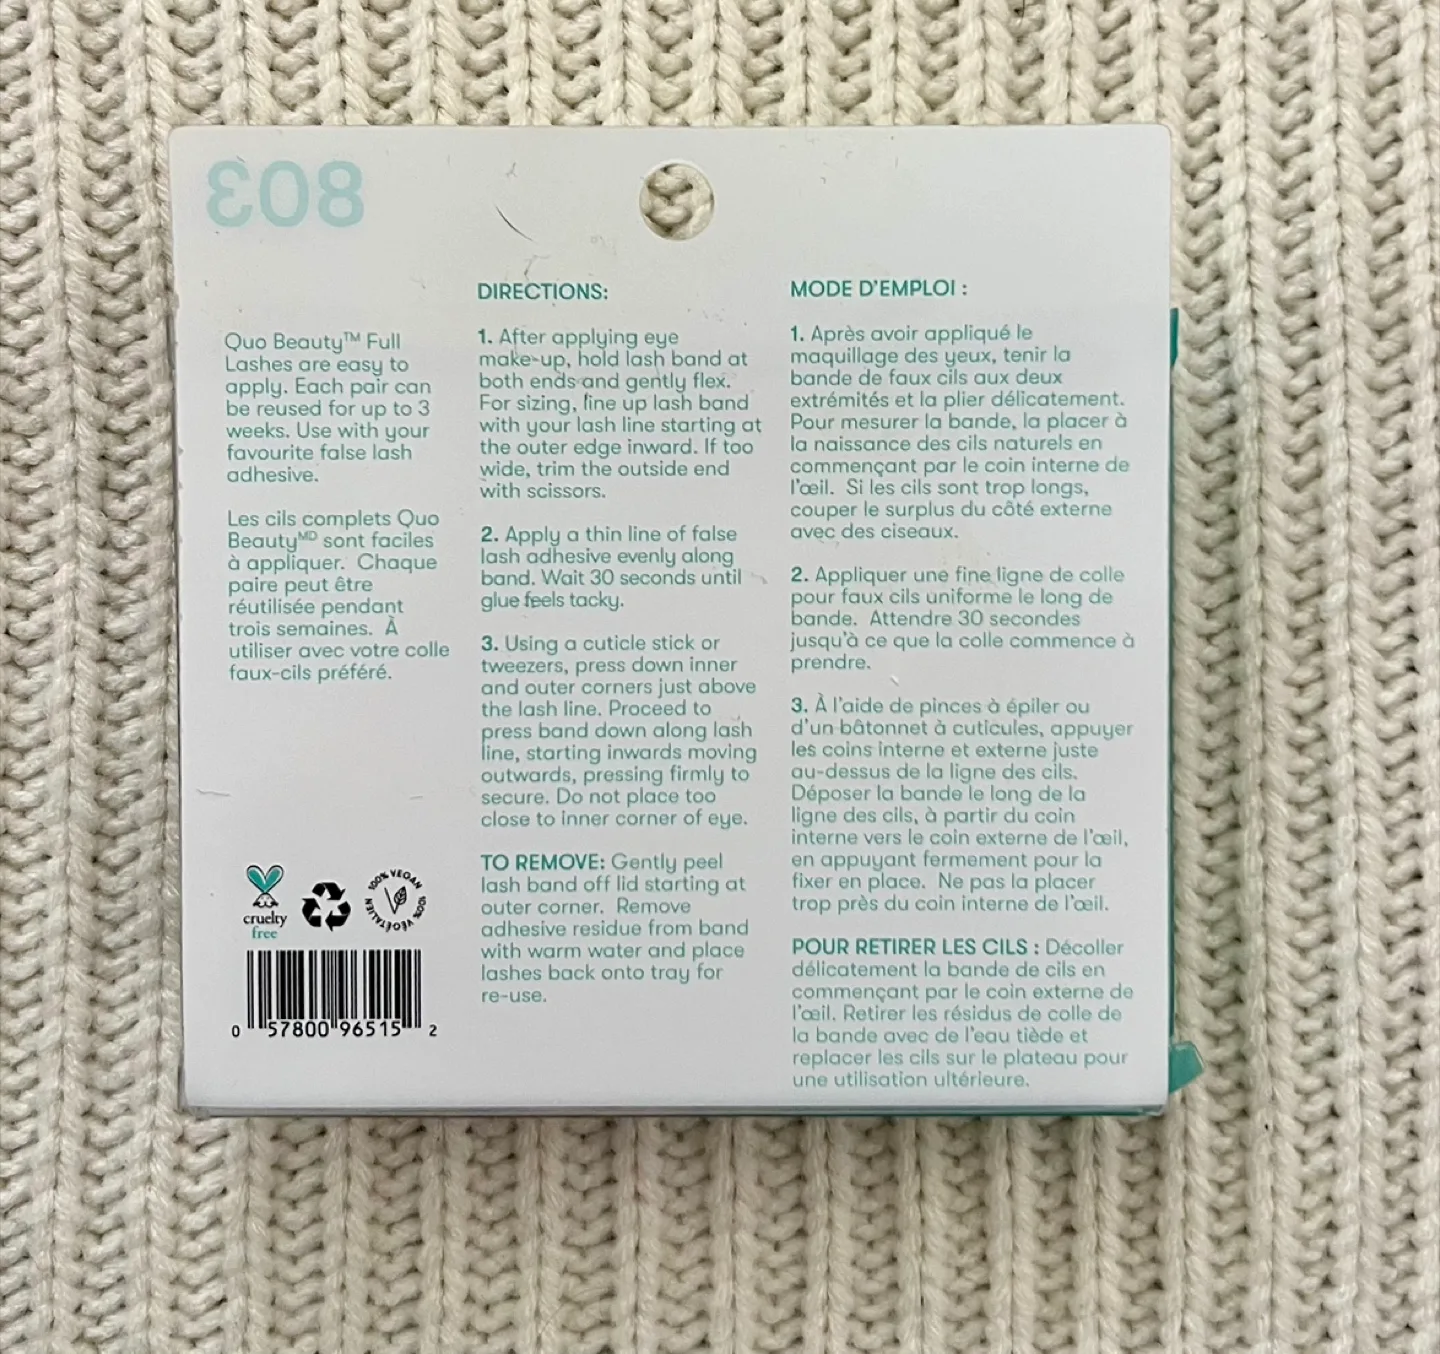 803
Quo Beauty™ Full
Lashes are easy to
apply. Each pair can
be reused for up to 3
weeks. Use with your
favourite false lash
adhesive.
Les cils complets Quo
Beautyᴹᴰ sont faciles
à appliquer. Chaque
paire peut être
réutilisée pendant
trois semaines. À
utiliser avec votre colle
faux-cils préféré.
cruelty
free
100% VEGAN
100% VÉGÉTALIEN
0 57800 96515 2
DIRECTIONS:
1. After applying eye
make-up, hold lash band at
both ends and gently flex.
For sizing, line up lash band
with your lash line starting at
the outer edge inward. If too
wide, trim the outside end
with scissors.
2. Apply a thin line of false
lash adhesive evenly along
band. Wait 30 seconds until
glue feels tacky.
3. Using a cuticle stick or
tweezers, press down inner
and outer corners just above
the lash line. Proceed to
press band down along lash
line, starting inwards moving
outwards, pressing firmly to
secure. Do not place too
close to inner corner of eye.
TO REMOVE: Gently peel
lash band off lid starting at
outer corner. Remove
adhesive residue from band
with warm water and place
lashes back onto tray for
re-use.
MODE D'EMPLOI :
1. Après avoir appliqué le
maquillage des yeux, tenir la
bande de faux cils aux deux
extrémités et la plier délicatement.
Pour mesurer la bande, la placer à
la naissance des cils naturels en
commençant par le coin interne de
l'œil. Si les cils sont trop longs,
couper le surplus du côté externe
avec des ciseaux.
2. Appliquer une fine ligne de colle
pour faux cils uniforme le long de
bande. Attendre 30 secondes
jusqu'à ce que la colle commence à
prendre.
3. À l'aide de pinces à épiler ou
d'un bâtonnet à cuticules, appuyer
les coins interne et externe juste
au-dessus de la ligne des cils.
Déposer la bande le long de la
ligne des cils, à partir du coin
interne vers le coin externe de l'œil,
en appuyant fermement pour la
fixer en place. Ne pas la placer
trop près du coin interne de l'œil.
POUR RETIRER LES CILS : Décoller
délicatement la bande de cils en
commençant par le coin externe de
l'œil. Retirer les résidus de colle de
la bande avec de l'eau tiède et
replacer les cils sur le plateau pour
une utilisation ultérieure.